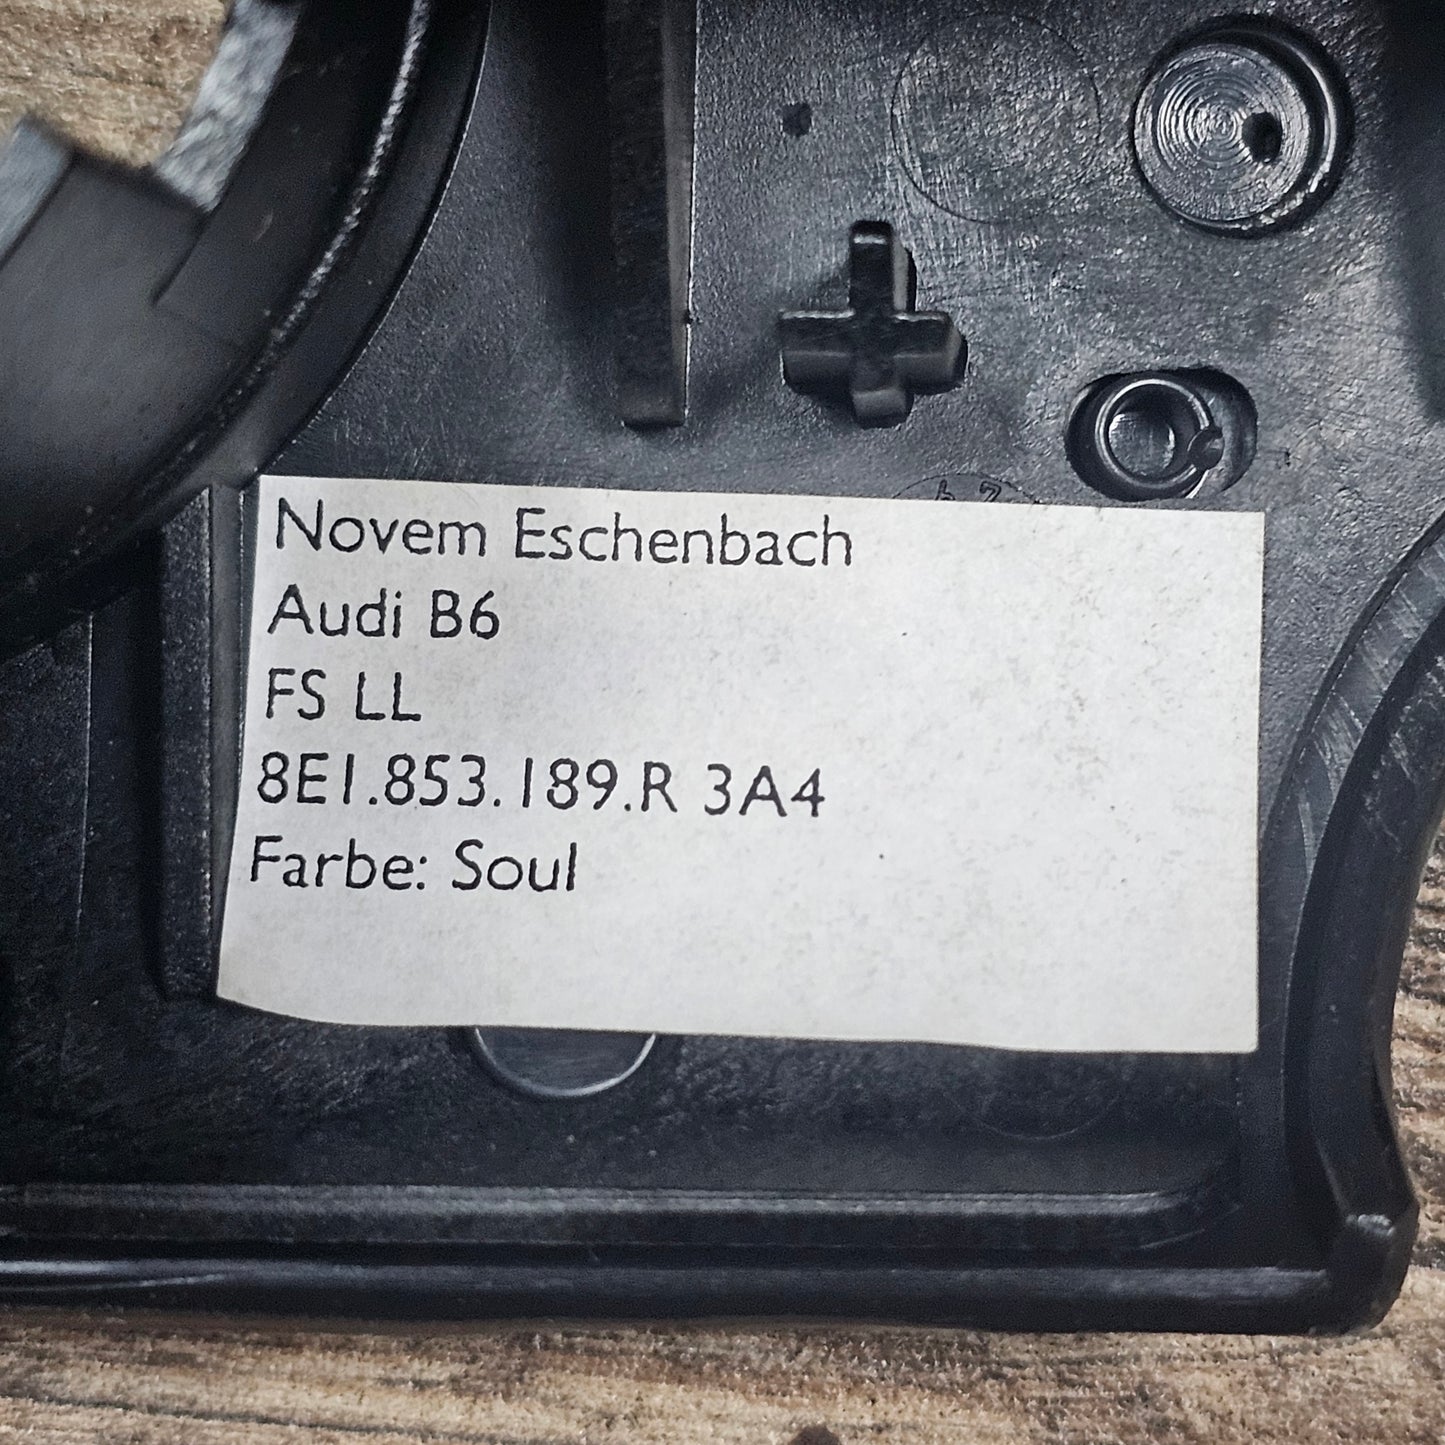 Novem Eschenbach
Audi B6
FS LL
8E1.853.189.R 3A4
Farbe: Soul